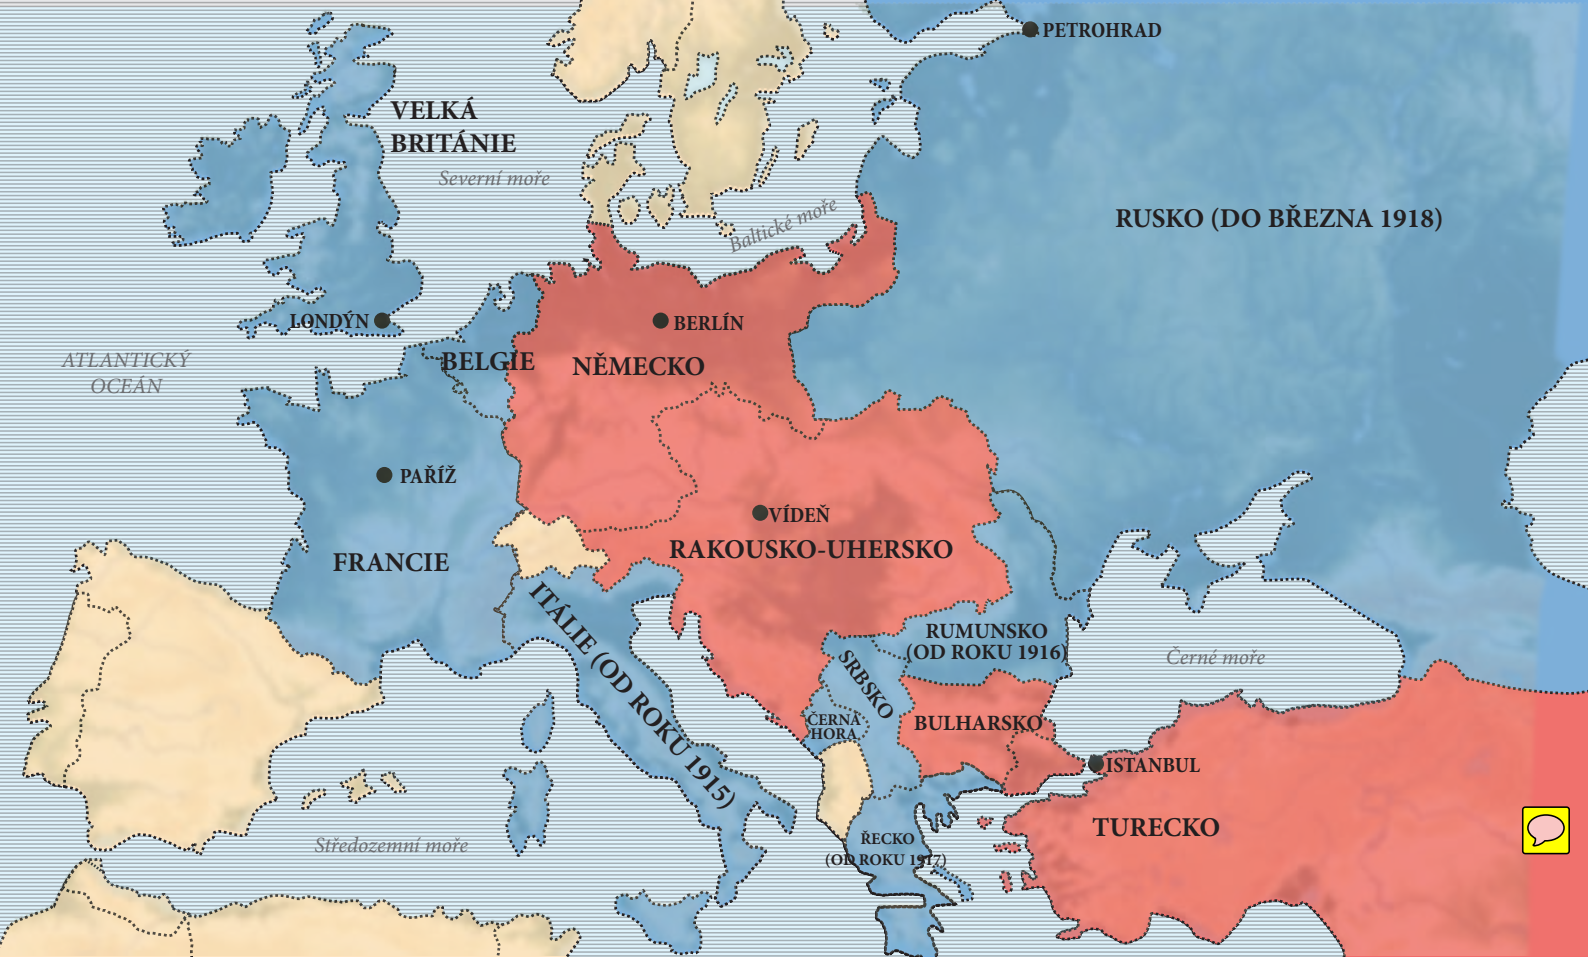 PETROHRAD
VELKÁ
BRITÁNIE
Severní moře
Baltické moře
RUSKO (DO BŘEZNA 1918)
LONDÝN
BERLÍN
ATLANTICKÝ
OCEÁN
BELGIE
NĚMECKO
PAŘÍŽ
VÍDEŇ
RAKOUSKO-UHERSKO
FRANCIE
ITÁLIE (OD ROKU 1915)
RUMUNSKO
(OD ROKU 1916)
SRBSKO
Černé moře
ČERNÁ
HORA
BULHARSKO
ISTANBUL
TURECKO
Středozemní moře
ŘECKO
(OD ROKU 1917)